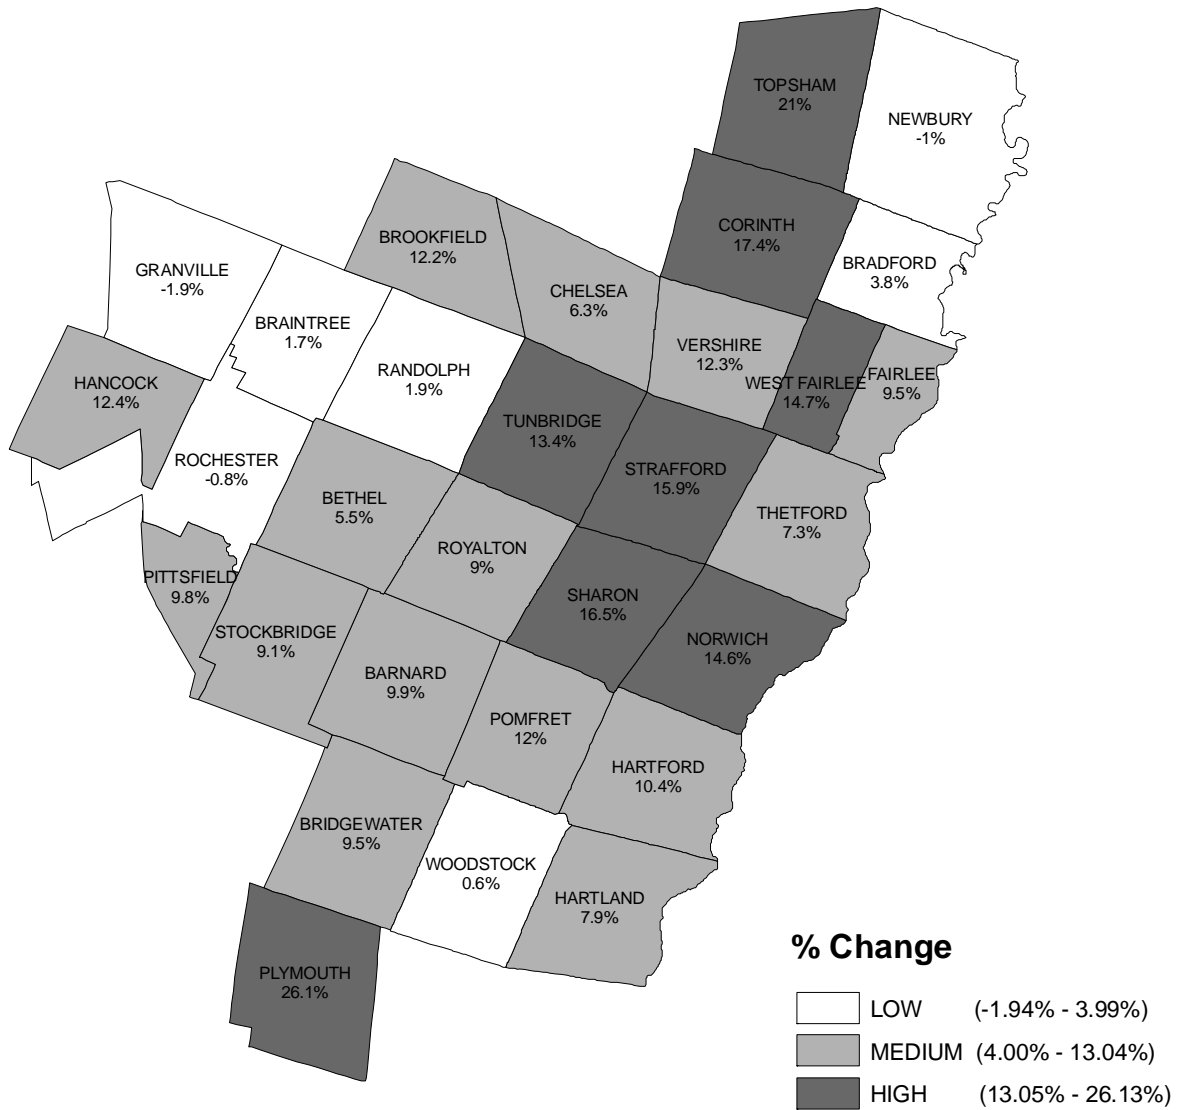 TOPSHAM
21%
NEWBURY
-1%
CORINTH
17.4%
BROOKFIELD
12.2%
BRADFORD
3.8%
GRANVILLE
-1.9%
CHELSEA
6.3%
BRAINTREE
1.7%
VERSHIRE
12.3%
RANDOLPH
1.9%
HANCOCK
12.4%
WEST FAIRLEE
14.7%
FAIRLEE
9.5%
TUNBRIDGE
13.4%
ROCHESTER
-0.8%
STRAFFORD
15.9%
BETHEL
5.5%
THETFORD
7.3%
ROYALTON
9%
PITTSFIELD
9.8%
SHARON
16.5%
STOCKBRIDGE
9.1%
NORWICH
14.6%
BARNARD
9.9%
POMFRET
12%
HARTFORD
10.4%
BRIDGEWATER
9.5%
WOODSTOCK
0.6%
HARTLAND
7.9%
PLYMOUTH
26.1%
% Change
LOW (-1.94% - 3.99%)
MEDIUM (4.00% - 13.04%)
HIGH (13.05% - 26.13%)